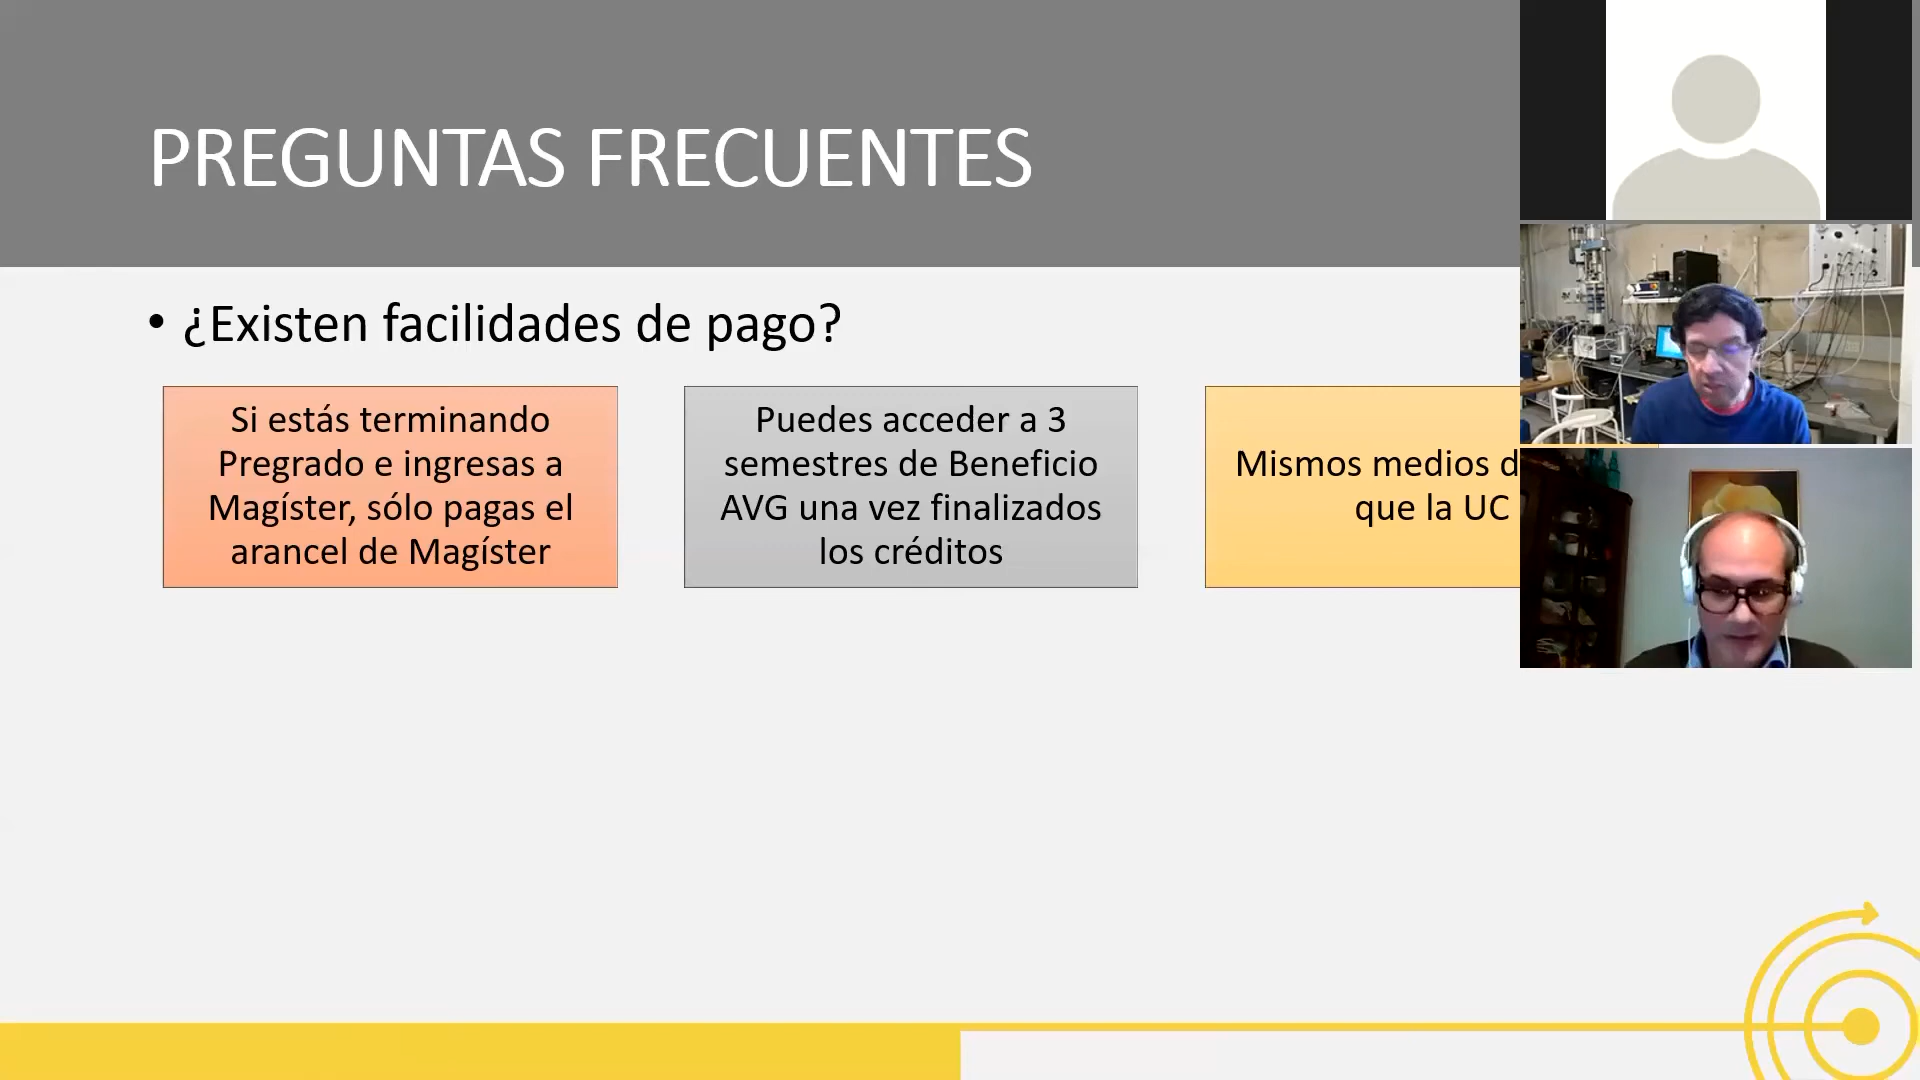 PREGUNTAS FRECUENTES
• ¿Existen facilidades de pago?
Si estás terminando
Pregrado e ingresas a
Magíster, sólo pagas el
arancel de Magíster
Puedes acceder a 3
semestres de Beneficio
AVG una vez finalizados
los créditos
Mismos medios
que la UC